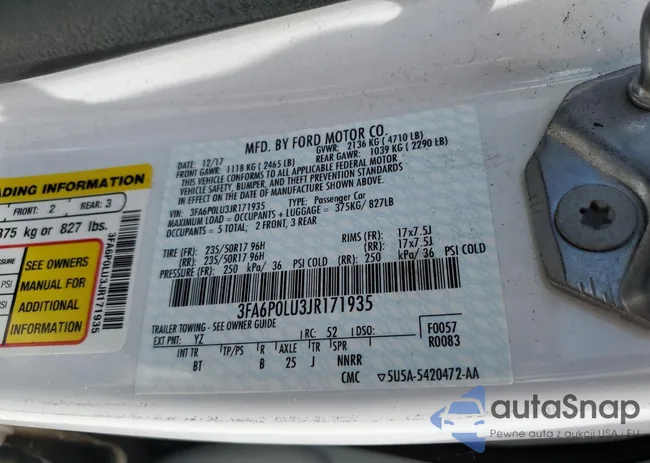 MFD. BY FORD MOTOR CO.
DATE: 12/17 GVWR: 2136 KG ( 4710 LB)
FRONT GAWR: 1118 KG ( 2465 LB) REAR GAWR: 1039 KG ( 2290 LB)
THIS VEHICLE CONFORMS TO ALL APPLICABLE FEDERAL MOTOR
VEHICLE SAFETY, BUMPER, AND THEFT PREVENTION STANDARDS
IN EFFECT ON THE DATE OF MANUFACTURE SHOWN ABOVE.
VIN: 3FA6P0LU3JR171935 TYPE: Passenger Car
MAXIMUM LOAD = OCCUPANTS + LUGGAGE = 375KG/ 827LB
OCCUPANTS = 5 TOTAL; 2 FRONT, 3 REAR
TIRE (FR): 235/50R17 96H RIMS (FR): 17x7.5J
(RR): 235/50R17 96H (RR): 17x7.5J
PRESSURE (FR): 250 kPa/ 36 PSI COLD (RR): 250 kPa/ 36 PSI COLD
3FA6P0LU3JR171935
TRAILER TOWING - SEE OWNER GUIDE
EXT PNT: YZ RC: 52 DSO: F0057
R0083
INT TR TP/PS R AXLE TR SPR
BT B 25 J NNRR
CMC ▽5U5A-5420472-AA
ADING INFORMATION
FRONT: 2 REAR: 3
375 kg or 827 lbs.
SEE OWNERS
MANUAL FOR
ADDITIONAL
INFORMATION
3FA6P0LU3JR171935
autaSnap
Pewne auta z aukcji USA i EU